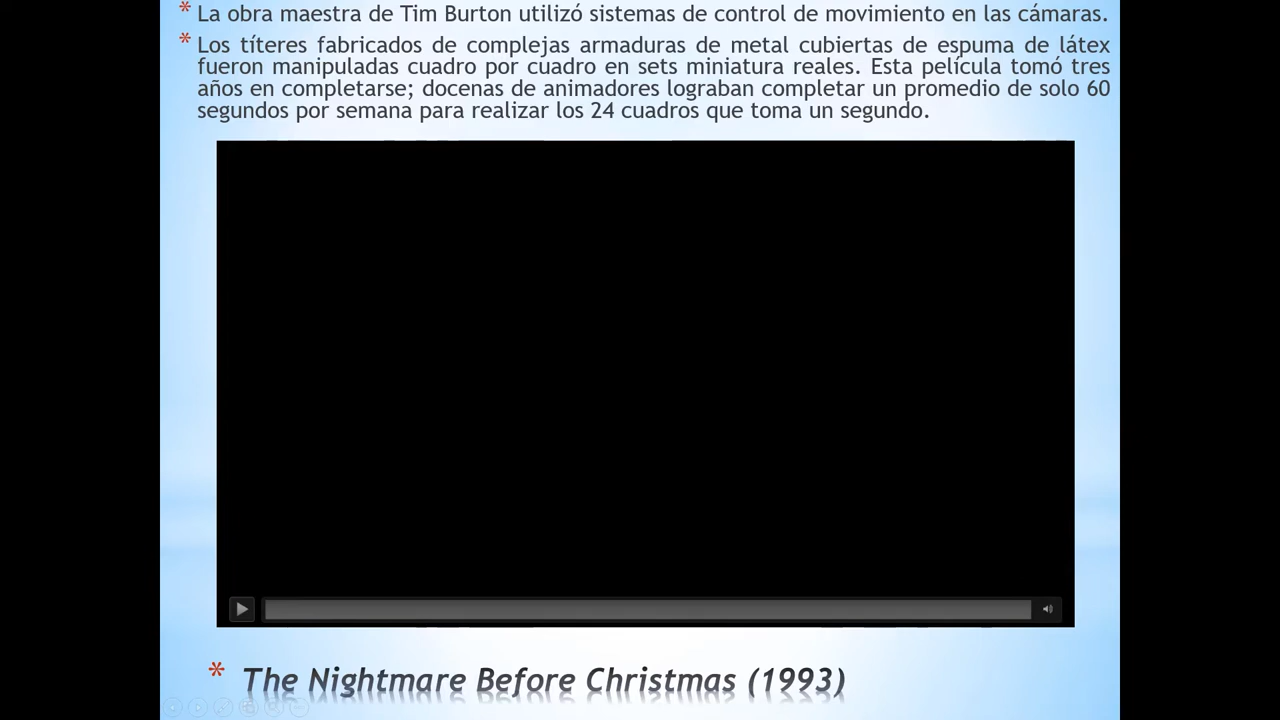 * La obra maestra de Tim Burton utilizó sistemas de control de movimiento en las cámaras.
* Los títeres fabricados de complejas armaduras de metal cubiertas de espuma de látex
fueron manipuladas cuadro por cuadro en sets miniatura reales. Esta película tomó tres
años en completarse; docenas de animadores lograban completar un promedio de solo 60
segundos por semana para realizar los 24 cuadros que toma un segundo.
* The Nightmare Before Christmas (1993)